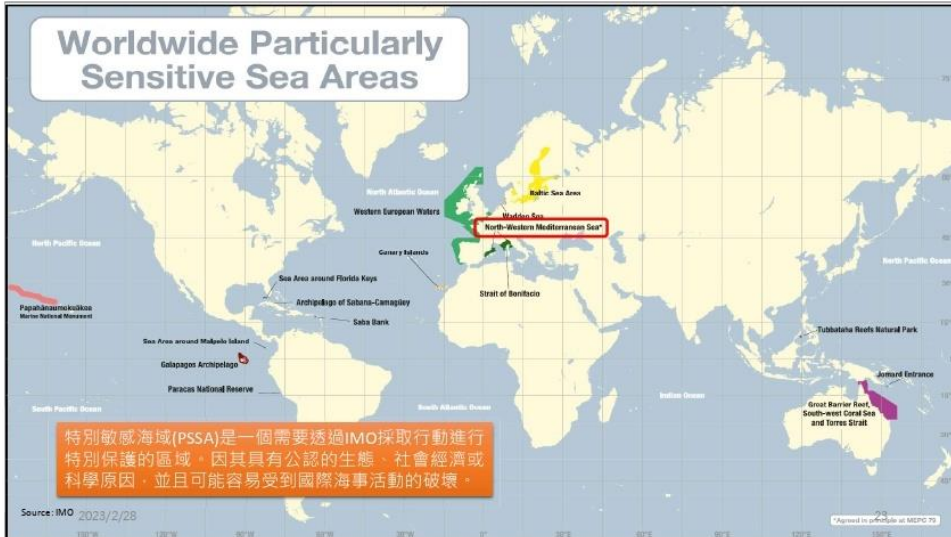 Worldwide Particularly
Sensitive Sea Areas
North Atlantic Ocean
Baltic Sea Area
Western European Waters
Wadden Sea
North-Western Mediterranean Sea*
North Pacific Ocean
North Pacific Ocean
Canary Islands
Strait of Bonifacio
Sea Area around Florida Keys
Papahānaumokuākea
Marine National Monument
Archipelago of Sabana-Camagüey
Saba Bank
Tubbataha Reefs Natural Park
Sea Area around Malpelo Island
Galapagos Archipelago
Jomard Entrance
Paracas National Reserve
Indian Ocean
South Pacific Ocean
South Atlantic Ocean
Great Barrier Reef,
South-west Coral Sea
and Torres Strait
特別敏感海域(PSSA)是一個需要透過IMO採取行動進行
特別保護的區域。因其具有公認的生態、社會經濟或
科學原因，並且可能容易受到國際海事活動的破壞。
Source: IMO 2023/2/28
23
*Agreed in principle at MEPC 79